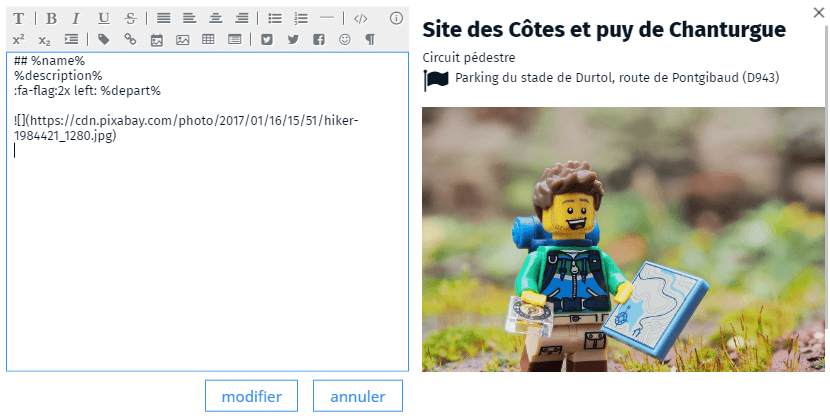 ## %name%
%description%
:fa-flag:2x left: %depart%
![](https://cdn.pixabay.com/photo/2017/01/16/15/51/hiker-
1984421_1280.jpg)
modifier
annuler
Site des Côtes et puy de Chanturgue
Circuit pédestre
Parking du stade de Durtol, route de Pontgibaud (D943)